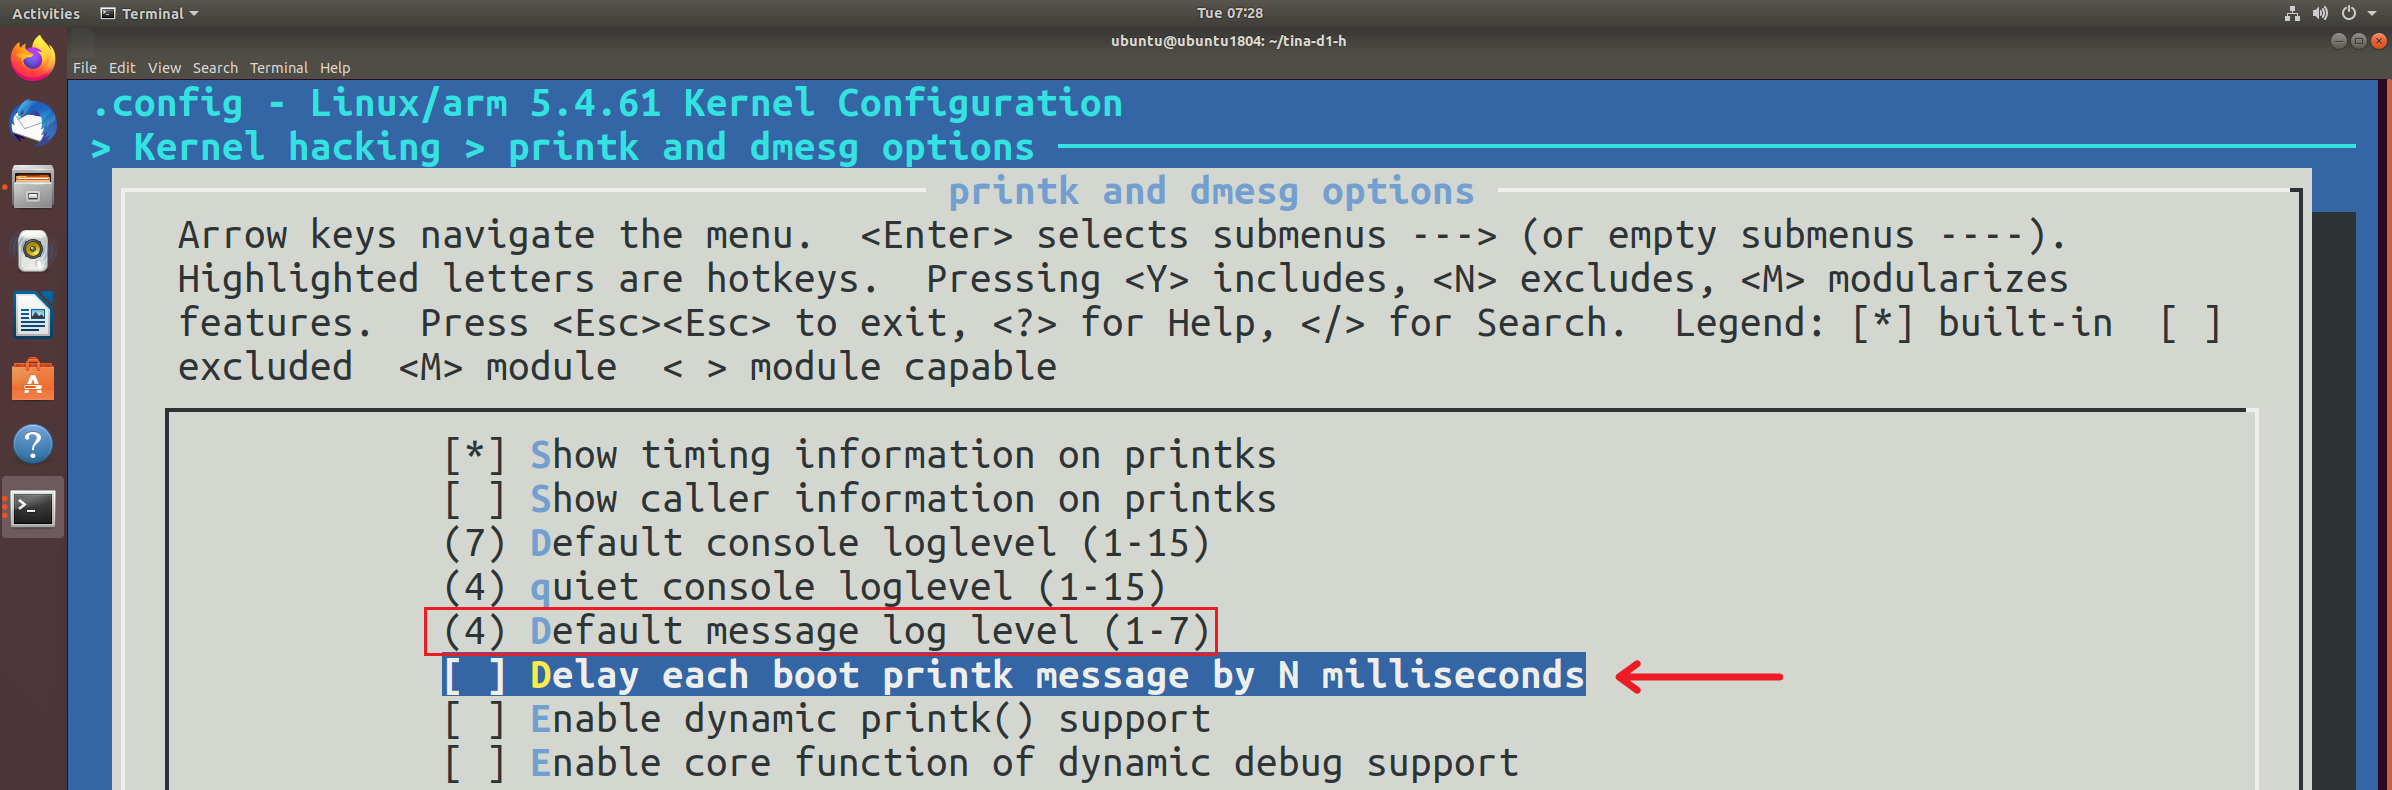 Activities Terminal Tue 07:28
ubuntu@ubuntu1804: ~/tina-d1-h
File Edit View Search Terminal Help
.config - Linux/arm 5.4.61 Kernel Configuration
> Kernel hacking > printk and dmesg options
printk and dmesg options
Arrow keys navigate the menu.  <Enter> selects submenus ---> (or empty submenus ----).
Highlighted letters are hotkeys.  Pressing <Y> includes, <N> excludes, <M> modularizes
features.  Press <Esc><Esc> to exit, <?> for Help, </> for Search.  Legend: [*] built-in  [ ]
excluded  <M> module  < > module capable
[*] Show timing information on printks
[ ] Show caller information on printks
(7) Default console loglevel (1-15)
(4) quiet console loglevel (1-15)
(4) Default message log level (1-7)
[ ] Delay each boot printk message by N milliseconds
[ ] Enable dynamic printk() support
[ ] Enable core function of dynamic debug support